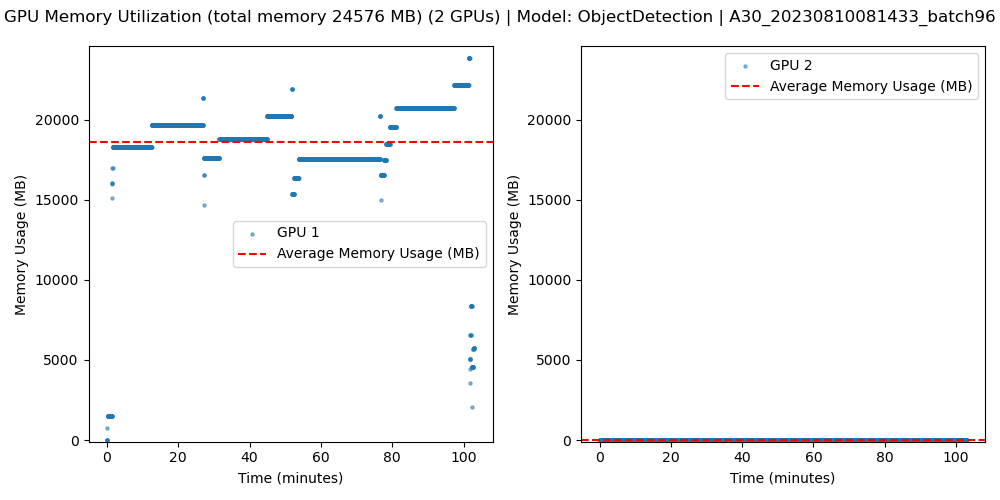 GPU Memory Utilization (total memory 24576 MB) (2 GPUs) | Model: ObjectDetection | A30_20230810081433_batch96
Memory Usage (MB)
20000
15000
10000
5000
0
0 20 40 60 80 100
Time (minutes)
GPU 1
Average Memory Usage (MB)
Memory Usage (MB)
20000
15000
10000
5000
0
0 20 40 60 80 100
Time (minutes)
GPU 2
Average Memory Usage (MB)